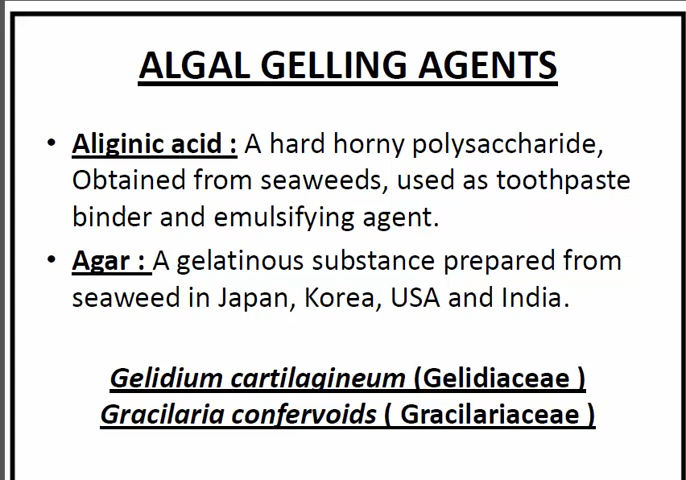 ALGAL GELLING AGENTS
• Aliginic acid : A hard horny polysaccharide,
Obtained from seaweeds, used as toothpaste
binder and emulsifying agent.
• Agar : A gelatinous substance prepared from
seaweed in Japan, Korea, USA and India.
Gelidium cartilagineum (Gelidiaceae )
Gracilaria confervoids ( Gracilariaceae )